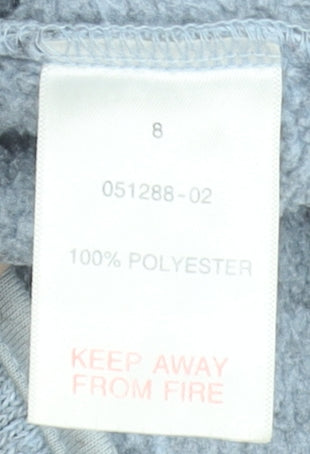 8
051288-02
100% POLYESTER
KEEP AWAY
FROM FIRE